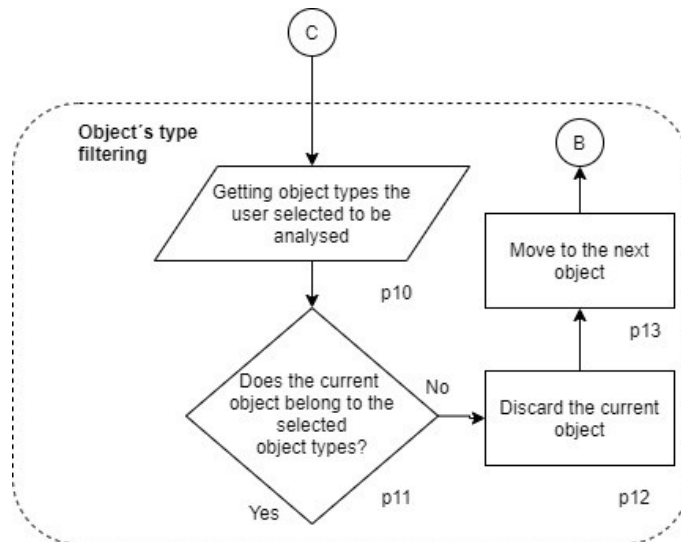 C
Object´s type
filtering
B
Getting object types the
user selected to be
analysed
Move to the next
object
p10
p13
Does the current
object belong to the
selected
object types?
No
Discard the current
object
p11
p12
Yes